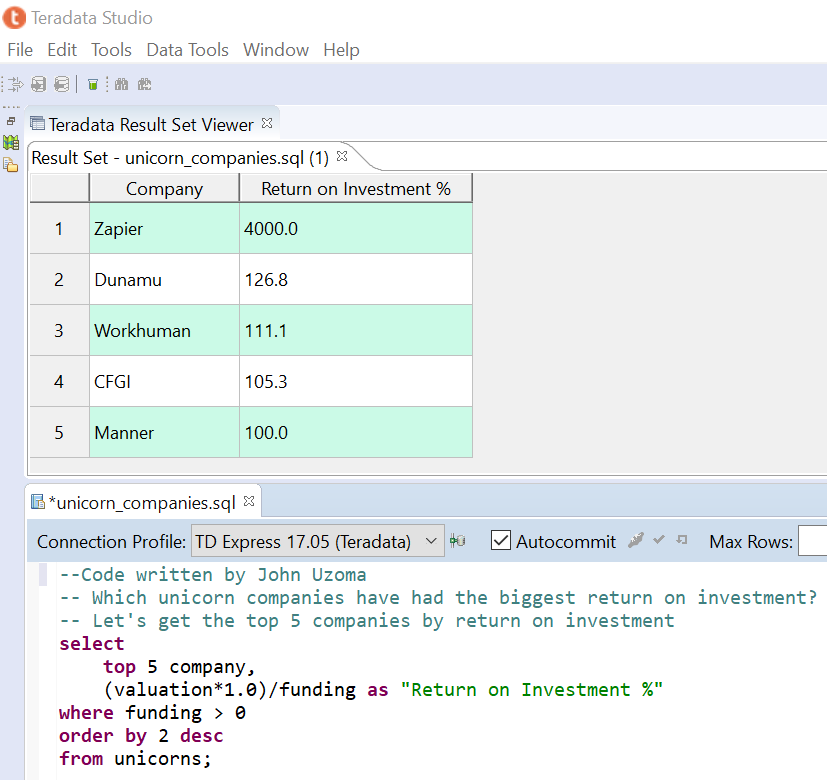 Teradata Studio
File Edit Tools Data Tools Window Help
Teradata Result Set Viewer
Result Set - unicorn_companies.sql (1)
Company Return on Investment %
1 Zapier 4000.0
2 Dunamu 126.8
3 Workhuman 111.1
4 CFGI 105.3
5 Manner 100.0
*unicorn_companies.sql
Connection Profile: TD Express 17.05 (Teradata) Autocommit Max Rows:
--Code written by John Uzoma
-- Which unicorn companies have had the biggest return on investment?
-- Let's get the top 5 companies by return on investment
select
top 5 company,
(valuation*1.0)/funding as "Return on Investment %"
where funding > 0
order by 2 desc
from unicorns;